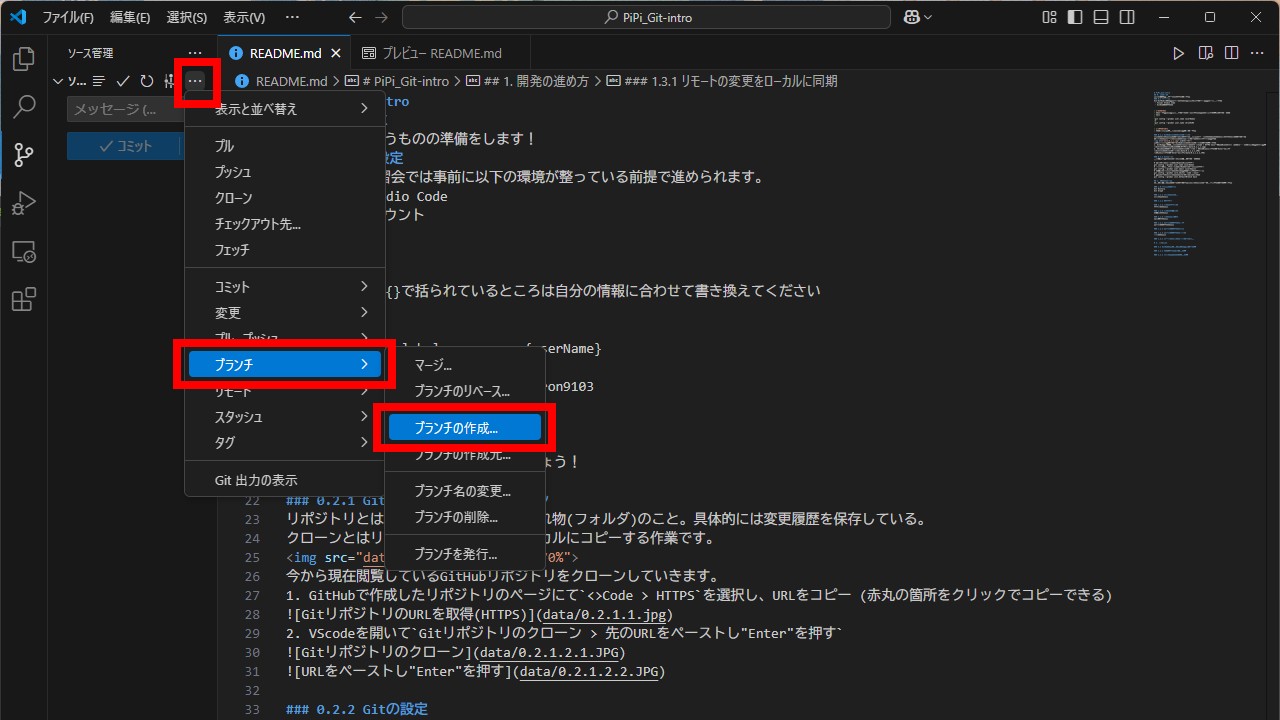 ファイル(F) 編集(E) 選択(S) 表示(V) ··· PiPi_Git-intro
ソース管理 ··· README.md プレビュー README.md
ソ... ··· README.md > # PiPi_Git-intro > ## 1. 開発の進め方 > ### 1.3.1 リモートの変更をローカルに同期
メッセージ (...
コミット
表示と並べ替え
プル
プッシュ
クローン
チェックアウト先...
フェッチ
コミット
変更
プル、プッシュ
ブランチ
リモート
スタッシュ
タグ
Git 出力の表示
マージ...
ブランチのリベース...
ブランチの作成...
ブランチの作成元...
ブランチ名の変更...
ブランチの削除...
ブランチを発行...
tro
うものの準備をします！
設定
習会では事前に以下の環境が整っている前提で進められます。
dio Code
ウント
{}で括られているところは自分の情報に合わせて書き換えてください
serName}
on9103
ょう！
22 ### 0.2.1 Git
23 リポジトリとは れ物(フォルダ)のこと。具体的には変更履歴を保存している。
24 クローンとはリ カルにコピーする作業です。
25 <img src="dat 70%">
26 今から現在閲覧しているGitHubリポジトリをクローンしていきます。
27 1. GitHubで作成したリポジトリのページにて`<>Code > HTTPS`を選択し、URLをコピー (赤丸の箇所をクリックでコピーできる)
28 ![GitリポジトリのURLを取得(HTTPS)](data/0.2.1.1.jpg)
29 2. VScodeを開いて`Gitリポジトリのクローン > 先のURLをペーストし"Enter"を押す`
30 ![Gitリポジトリのクローン](data/0.2.1.2.1.JPG)
31 ![URLをペーストし"Enter"を押す](data/0.2.1.2.2.JPG)
32
33 ### 0.2.2 Gitの設定